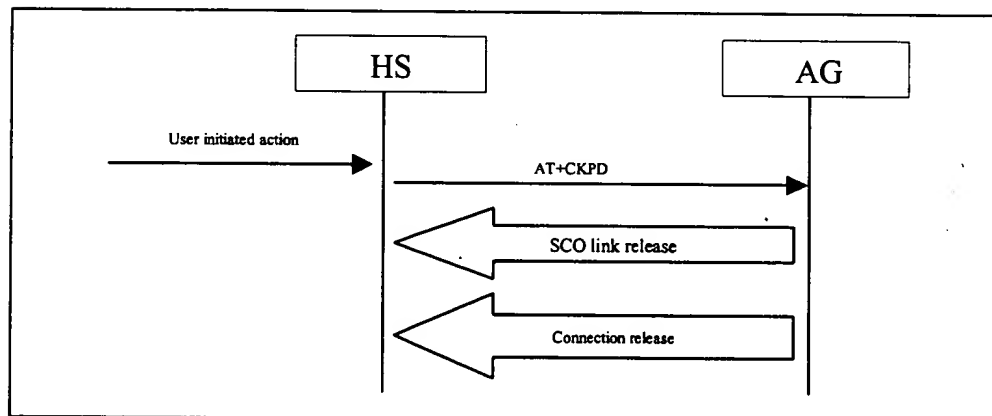 HS
AG
User initiated action
AT+CKPD
SCO link release
Connection release